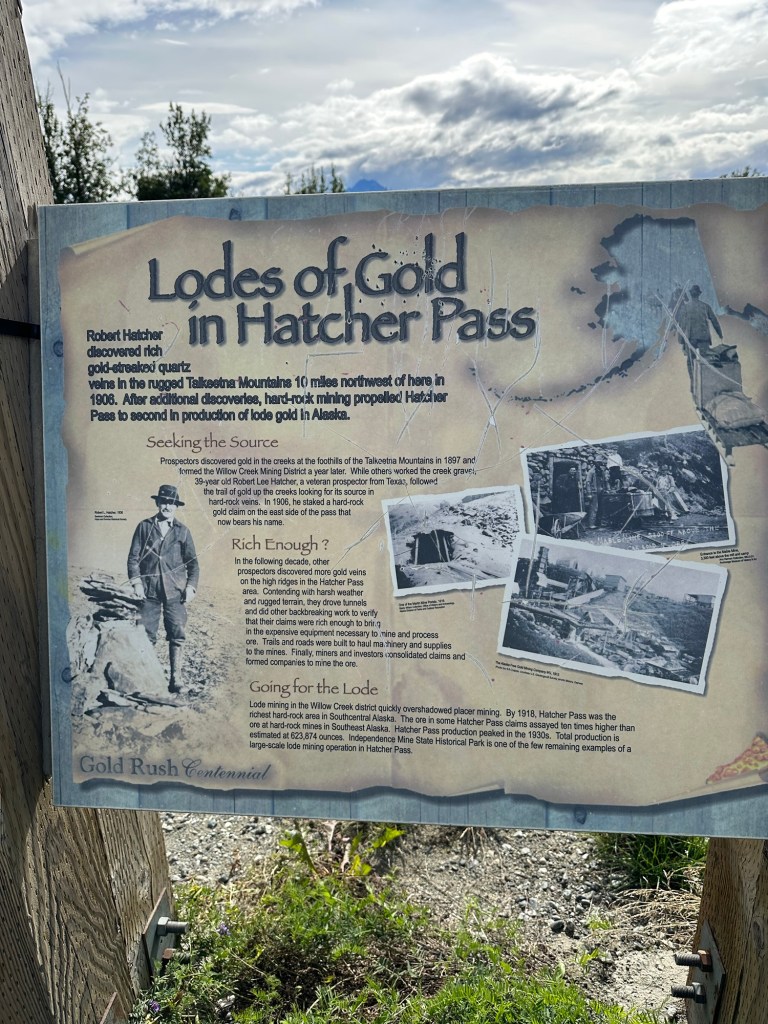 Lodes of Gold
in Hatcher Pass
Robert Hatcher
discovered rich
gold-streaked quartz
veins in the rugged Talkeetna Mountains 10 miles northwest of here in
1906. After additional discoveries, hard-rock mining propelled Hatcher
Pass to second in production of lode gold in Alaska.
Seeking the Source
Prospectors discovered gold in the creeks at the foothills of the Talkeetna Mountains in 1897 and
formed the Willow Creek Mining District a year later. While others worked the creek gravel,
39-year old Robert Lee Hatcher, a veteran prospector from Texas, followed
the trail of gold up the creeks looking for its source in
hard-rock veins. In 1906, he staked a hard-rock
gold claim on the east side of the pass that
now bears his name.
Rich Enough ?
In the following decade, other
prospectors discovered more gold veins
on the high ridges in the Hatcher Pass
area. Contending with harsh weather
and rugged terrain, they drove tunnels
and did other backbreaking work to verify
that their claims were rich enough to bring
in the expensive equipment necessary to mine and process
ore. Trails and roads were built to haul machinery and supplies
to the mines. Finally, miners and investors consolidated claims and
formed companies to mine the ore.
Going for the Lode
Lode mining in the Willow Creek district quickly overshadowed placer mining. By 1918, Hatcher Pass was the
richest hard-rock area in Southcentral Alaska. The ore in some Hatcher Pass claims assayed ten times higher than
ore at hard-rock mines in Southeast Alaska. Hatcher Pass production peaked in the 1930s. Total production is
estimated at 623,874 ounces. Independence Mine State Historical Park is one of the few remaining examples of a
large-scale lode mining operation in Hatcher Pass.
Gold Rush Centennial